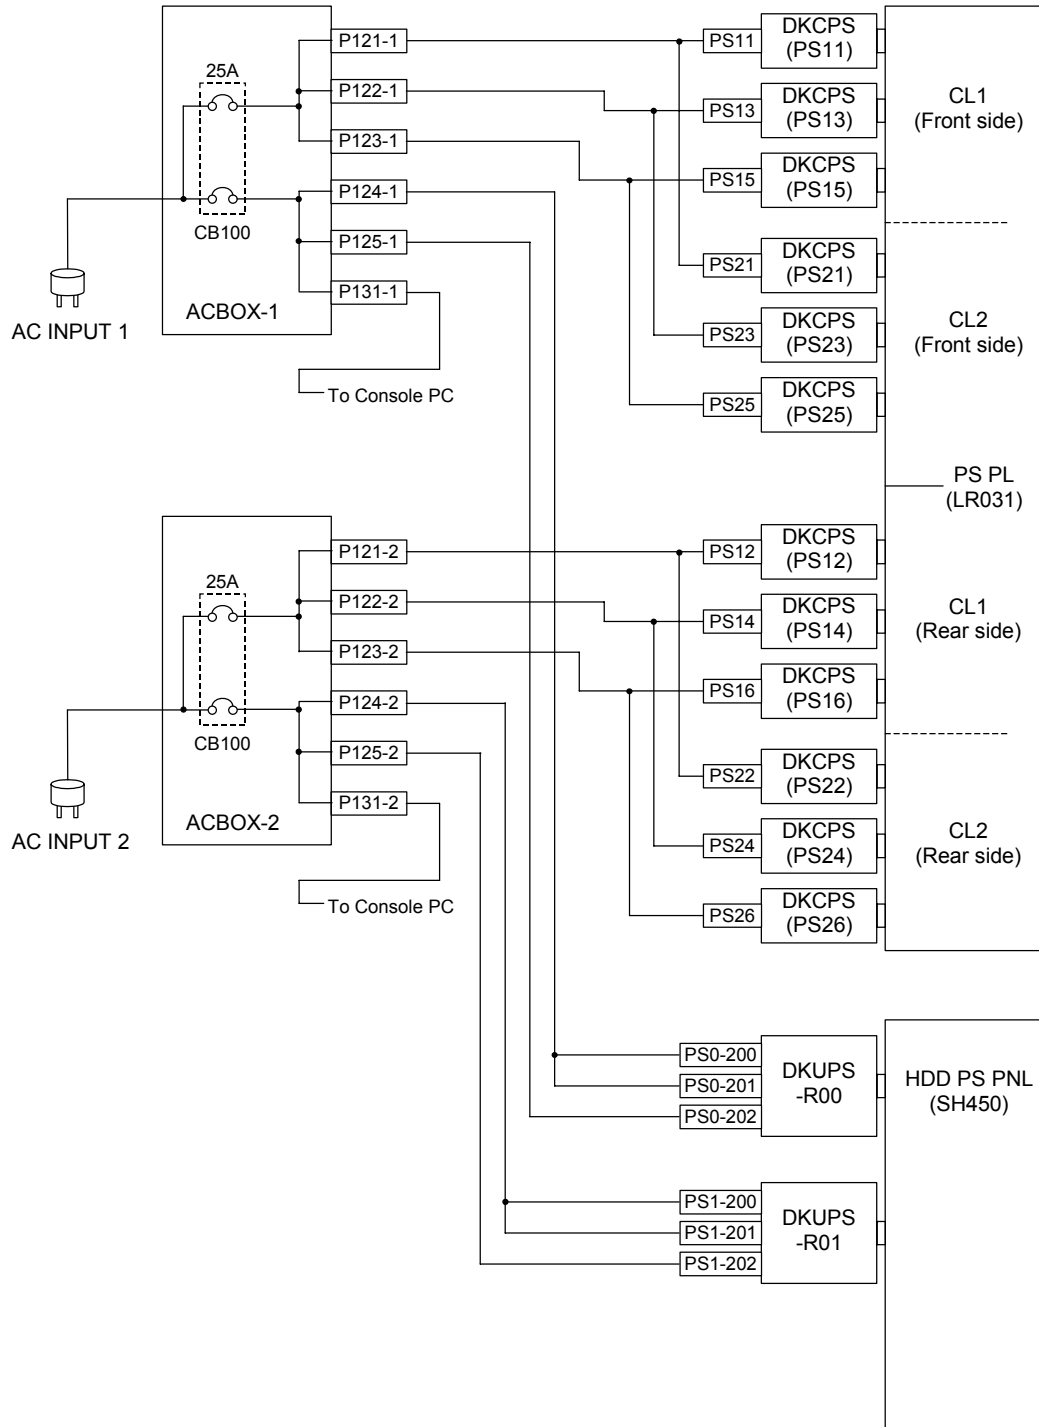 P121-1
PS11
DKCPS
(PS11)
25A
P122-1
PS13
DKCPS
(PS13)
CL1
(Front side)
P123-1
PS15
DKCPS
(PS15)
P124-1
CB100
P125-1
PS21
DKCPS
(PS21)
P131-1
ACBOX-1
AC INPUT 1
PS23
DKCPS
(PS23)
CL2
(Front side)
To Console PC
PS25
DKCPS
(PS25)
PS PL
(LR031)
P121-2
PS12
DKCPS
(PS12)
25A
P122-2
PS14
DKCPS
(PS14)
CL1
(Rear side)
P123-2
PS16
DKCPS
(PS16)
P124-2
CB100
P125-2
PS22
DKCPS
(PS22)
P131-2
ACBOX-2
AC INPUT 2
PS24
DKCPS
(PS24)
CL2
(Rear side)
To Console PC
PS26
DKCPS
(PS26)
PS0-200
PS0-201
PS0-202
DKUPS
-R00
HDD PS PNL
(SH450)
PS1-200
PS1-201
PS1-202
DKUPS
-R01